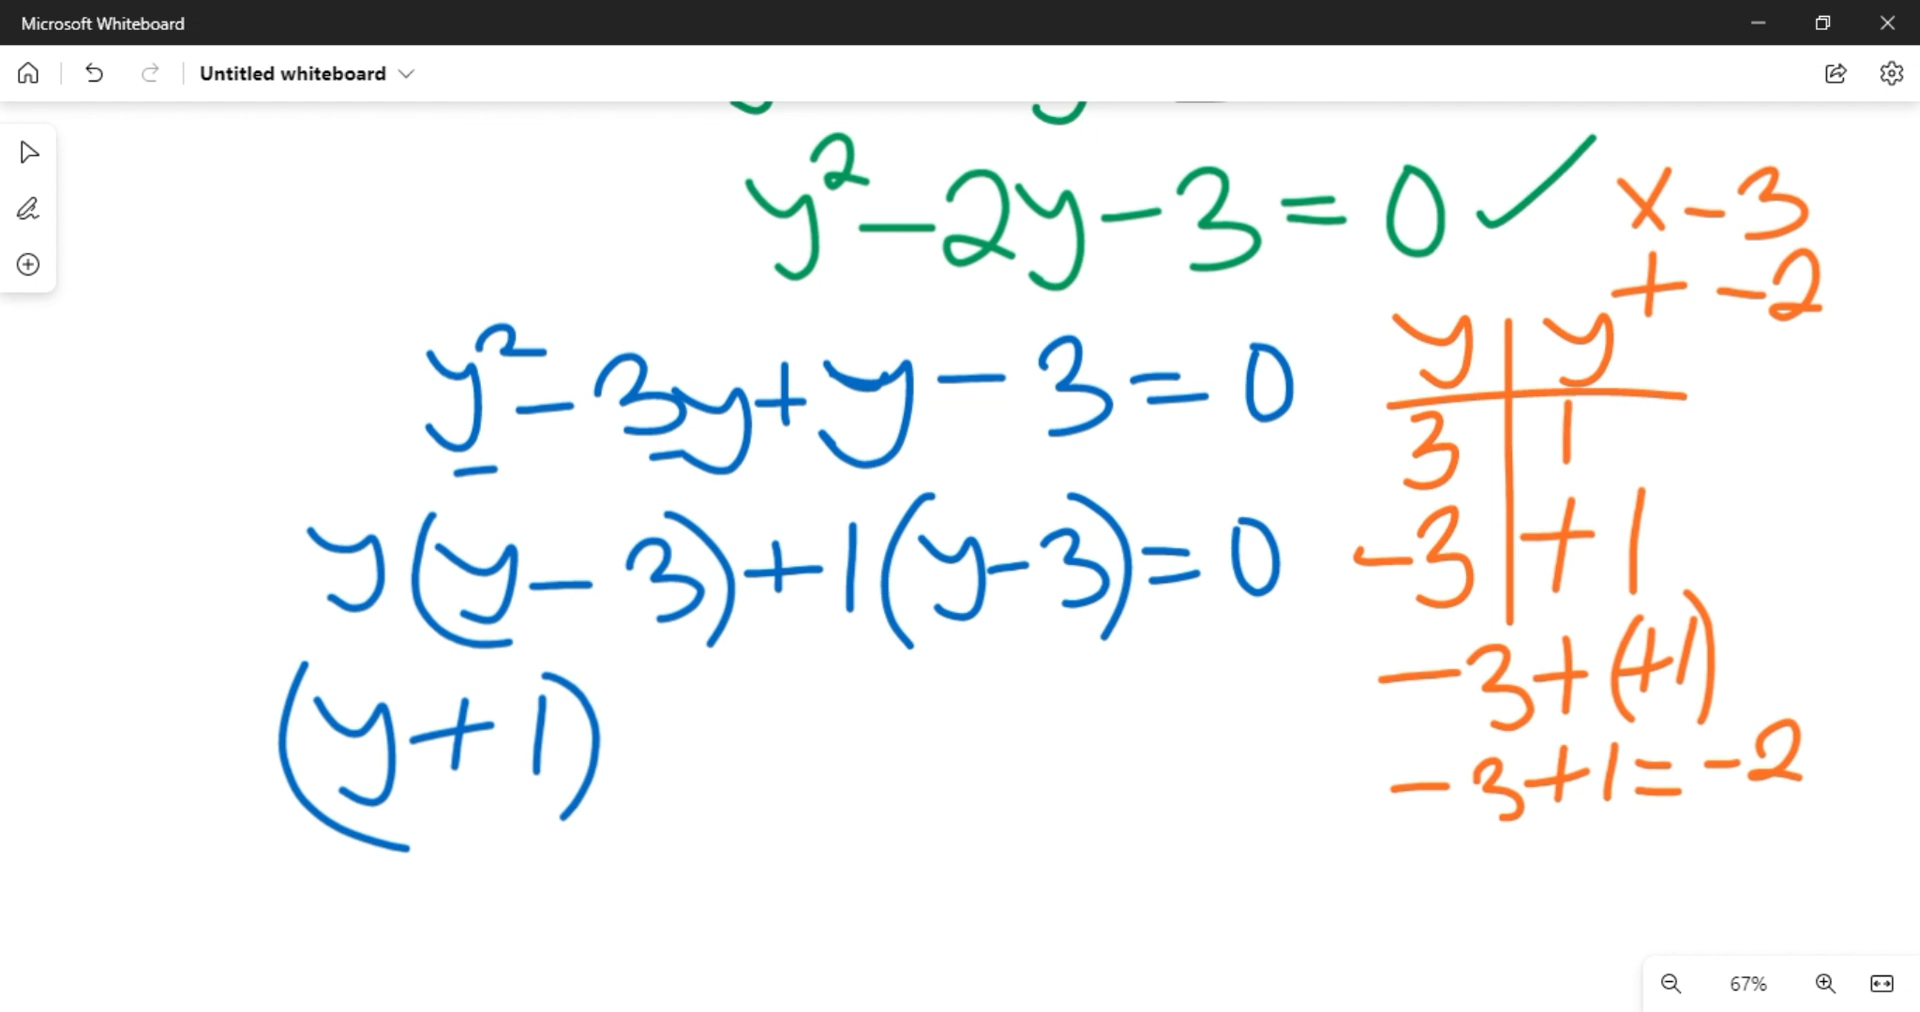 Microsoft Whiteboard
Untitled whiteboard
y² - 2y - 3 = 0 ✓
x - 3
+ - 2
y² - 3y + y - 3 = 0
y | y
3 | 1
y(y - 3) + 1(y - 3) = 0
-3 | +1
(y + 1)
-3 + (+1)
-3 + 1 = -2
67%